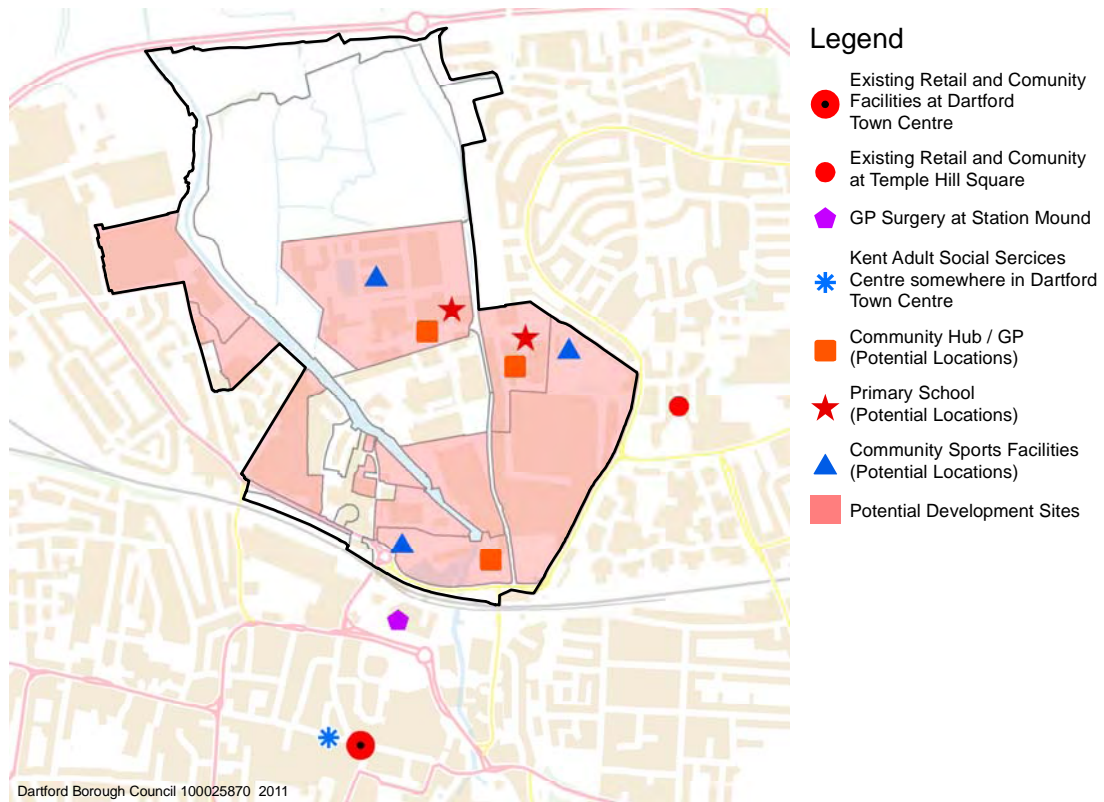 Legend
Existing Retail and Comunity
Facilities at Dartford
Town Centre
Existing Retail and Comunity
at Temple Hill Square
GP Surgery at Station Mound
Kent Adult Social Sercices
Centre somewhere in Dartford
Town Centre
Community Hub / GP
(Potential Locations)
Primary School
(Potential Locations)
Community Sports Facilities
(Potential Locations)
Potential Development Sites
Dartford Borough Council 100025870 2011